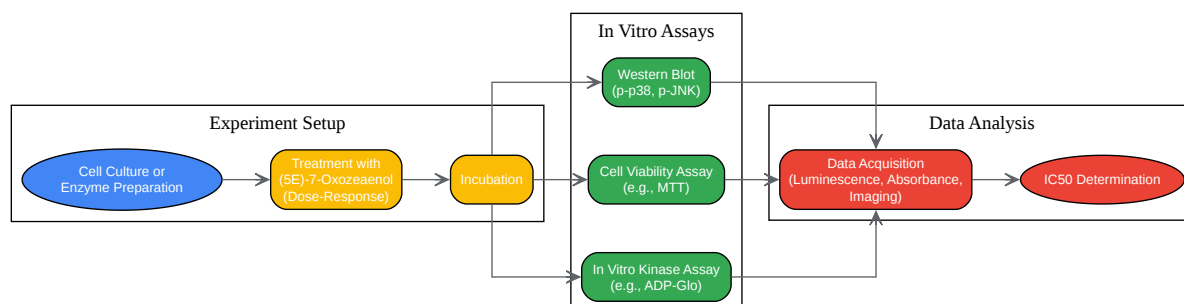 Experiment Setup
Cell Culture or
Enzyme Preparation
Treatment with
(5E)-7-Oxozeaenol
(Dose-Response)
Incubation
In Vitro Assays
Western Blot
(p-p38, p-JNK)
Cell Viability Assay
(e.g., MTT)
In Vitro Kinase Assay
(e.g., ADP-Glo)
Data Analysis
Data Acquisition
(Luminescence, Absorbance,
Imaging)
IC50 Determination